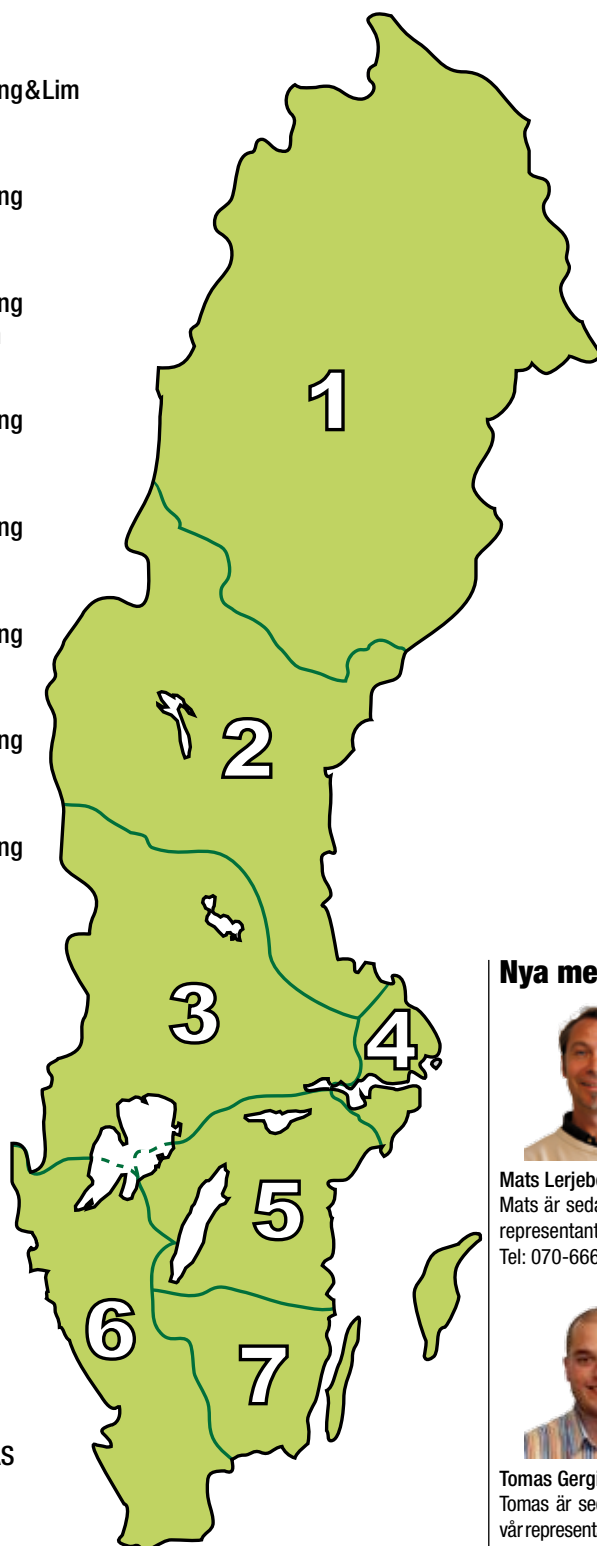 ng&Lim
ng
ng
ng
ng
ng
ng
ng
1
2
3
4
5
6
7
Nya me
Mats Lerjeb
Mats är seda
representant
Tel: 070-666
Tomas Gergi
Tomas är sed
vår represent
S